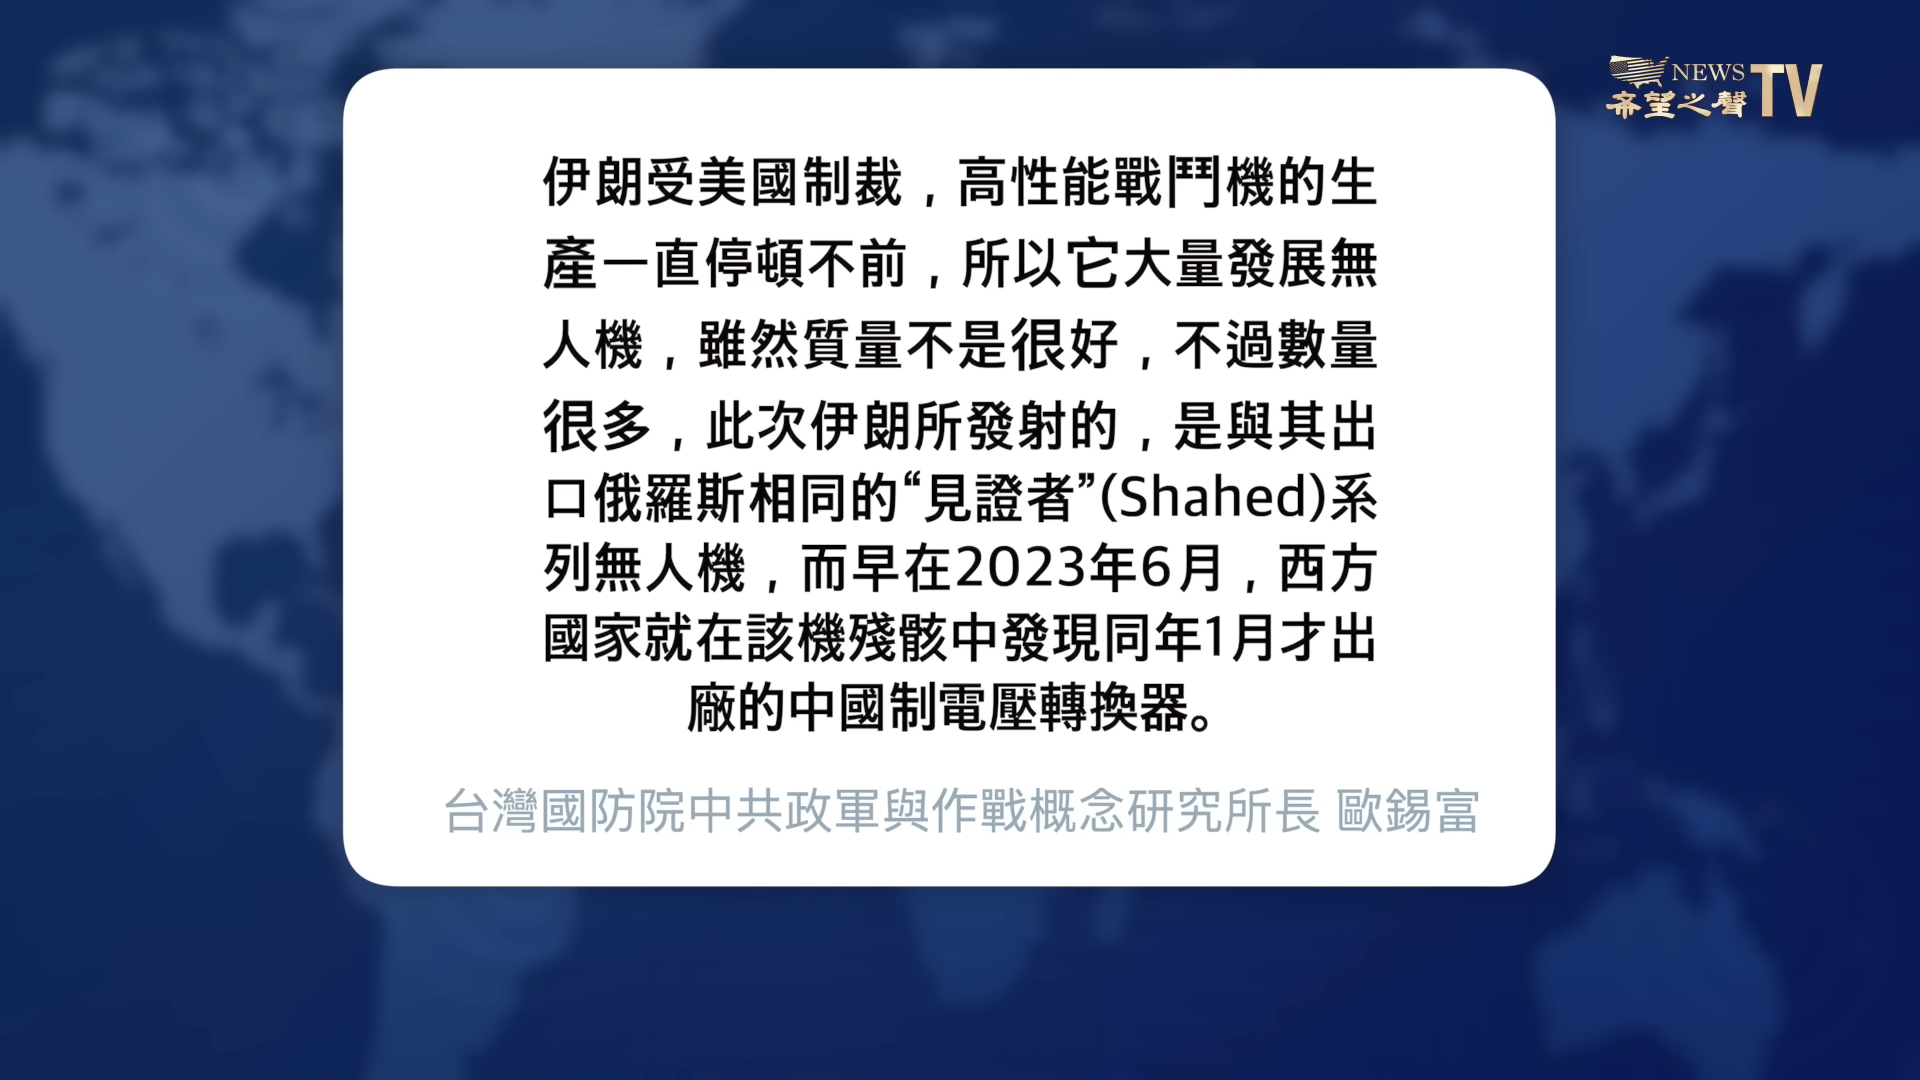 NEWS
希望之聲TV
伊朗受美國制裁，高性能戰鬥機的生
產一直停頓不前，所以它大量發展無
人機，雖然質量不是很好，不過數量
很多，此次伊朗所發射的，是與其出
口俄羅斯相同的“見證者”(Shahed)系
列無人機，而早在2023年6月，西方
國家就在該機殘骸中發現同年1月才出
廠的中國制電壓轉換器。
台灣國防院中共政軍與作戰概念研究所長 歐錫富